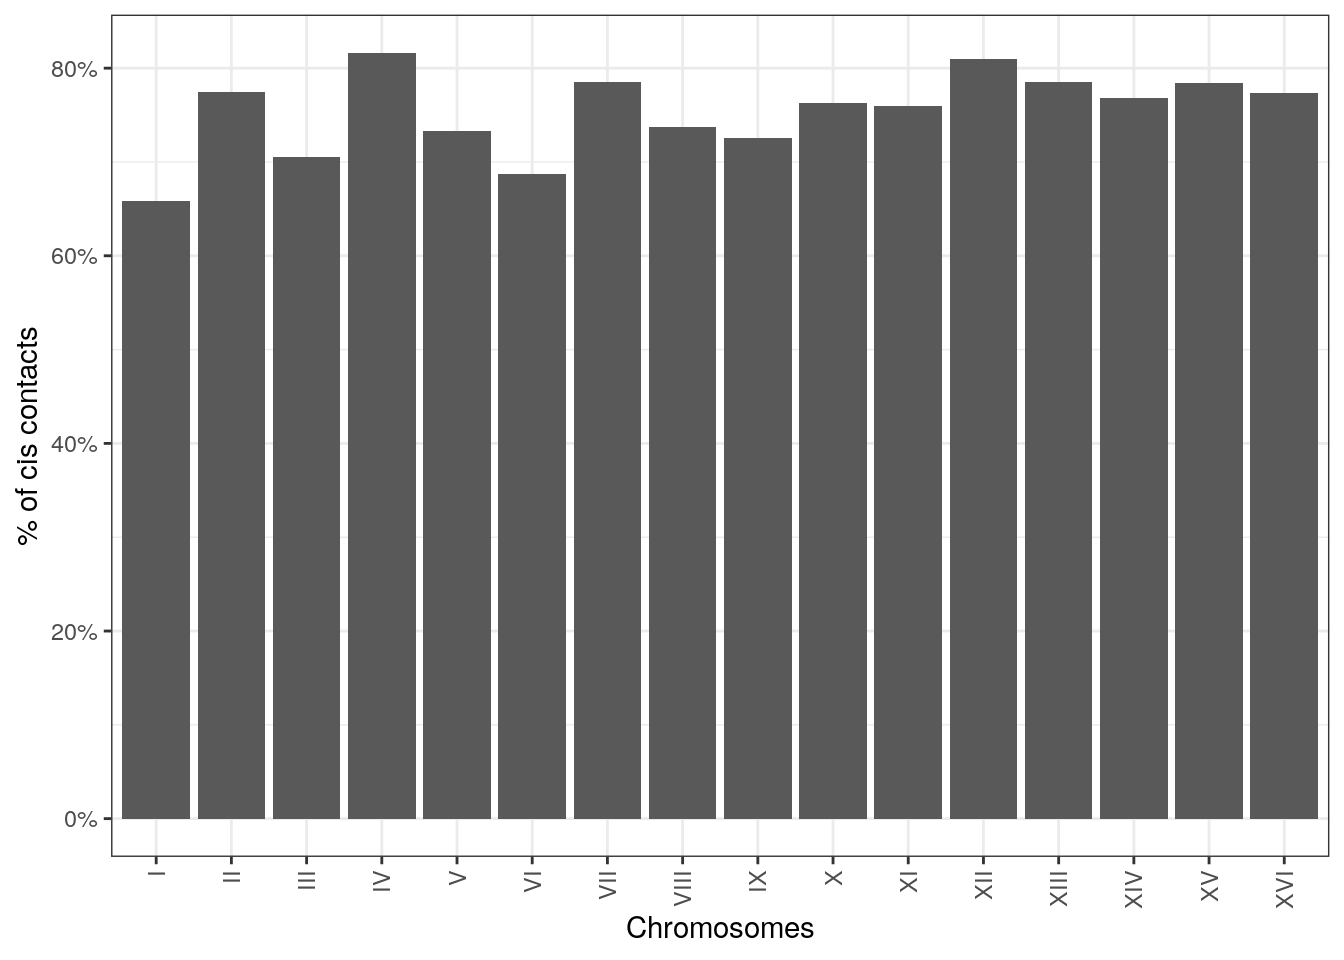 80%
60%
40%
20%
0%
% of cis contacts
I II III IV V VI VII VIII IX X XI XII XIII XIV XV XVI
Chromosomes